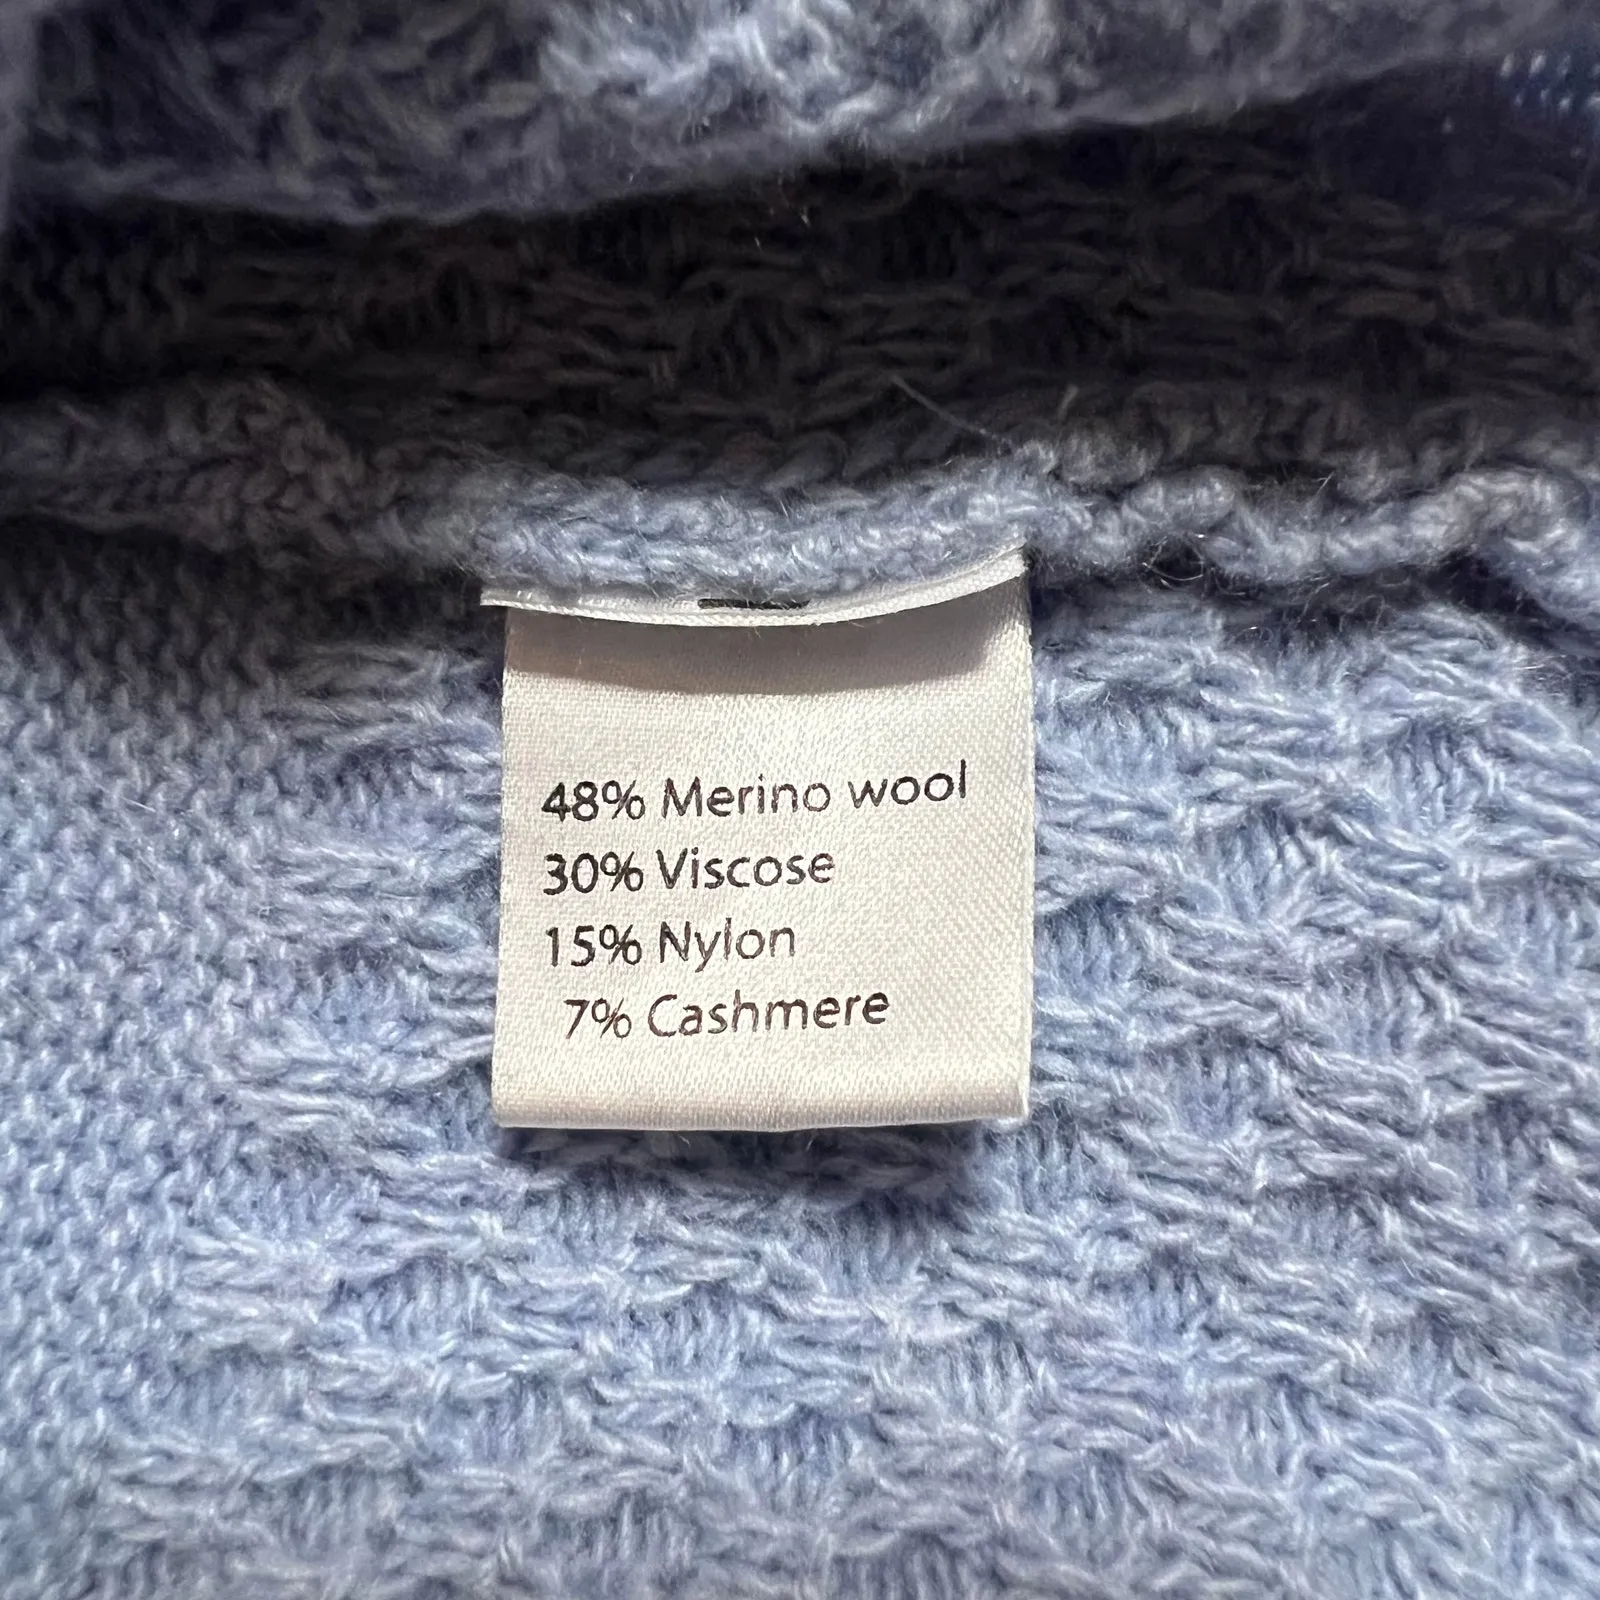 48% Merino wool
30% Viscose
15% Nylon
7% Cashmere